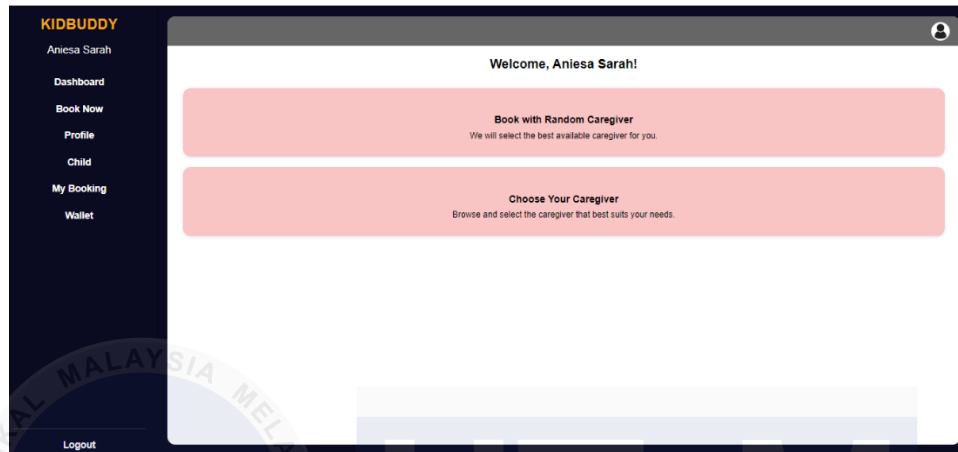 KIDBUDDY
Aniesa Sarah
Dashboard
Book Now
Profile
Child
My Booking
Wallet
Logout
Welcome, Aniesa Sarah!
Book with Random Caregiver
We will select the best available caregiver for you.
Choose Your Caregiver
Browse and select the caregiver that best suits your needs.
MALAYSIA